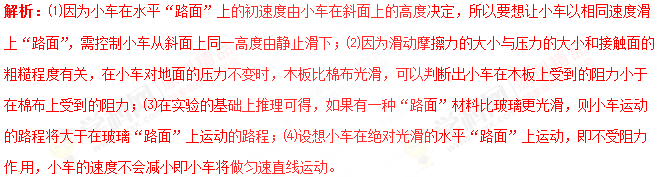 解析：⑴因为小车在水平“路面”上的初速度由小车在斜面上的高度决定，所以要想让小车以相同速度滑
上“路面”，需控制小车从斜面上同一高度由静止滑下；⑵因为滑动摩擦力的大小与压力的大小和接触面的
粗糙程度有关，在小车对地面的压力不变时，木板比棉布光滑，可以判断出小车在木板上受到的阻力小于
在棉布上受到的阻力；⑶在实验的基础上推理可得，如果有一种“路面”材料比玻璃更光滑，则小车运动
的路程将大于在玻璃“路面”上运动的路程；⑷设想小车在绝对光滑的水平“路面”上运动，即不受阻力
作用，小车的速度不会减小即小车将做匀速直线运动。